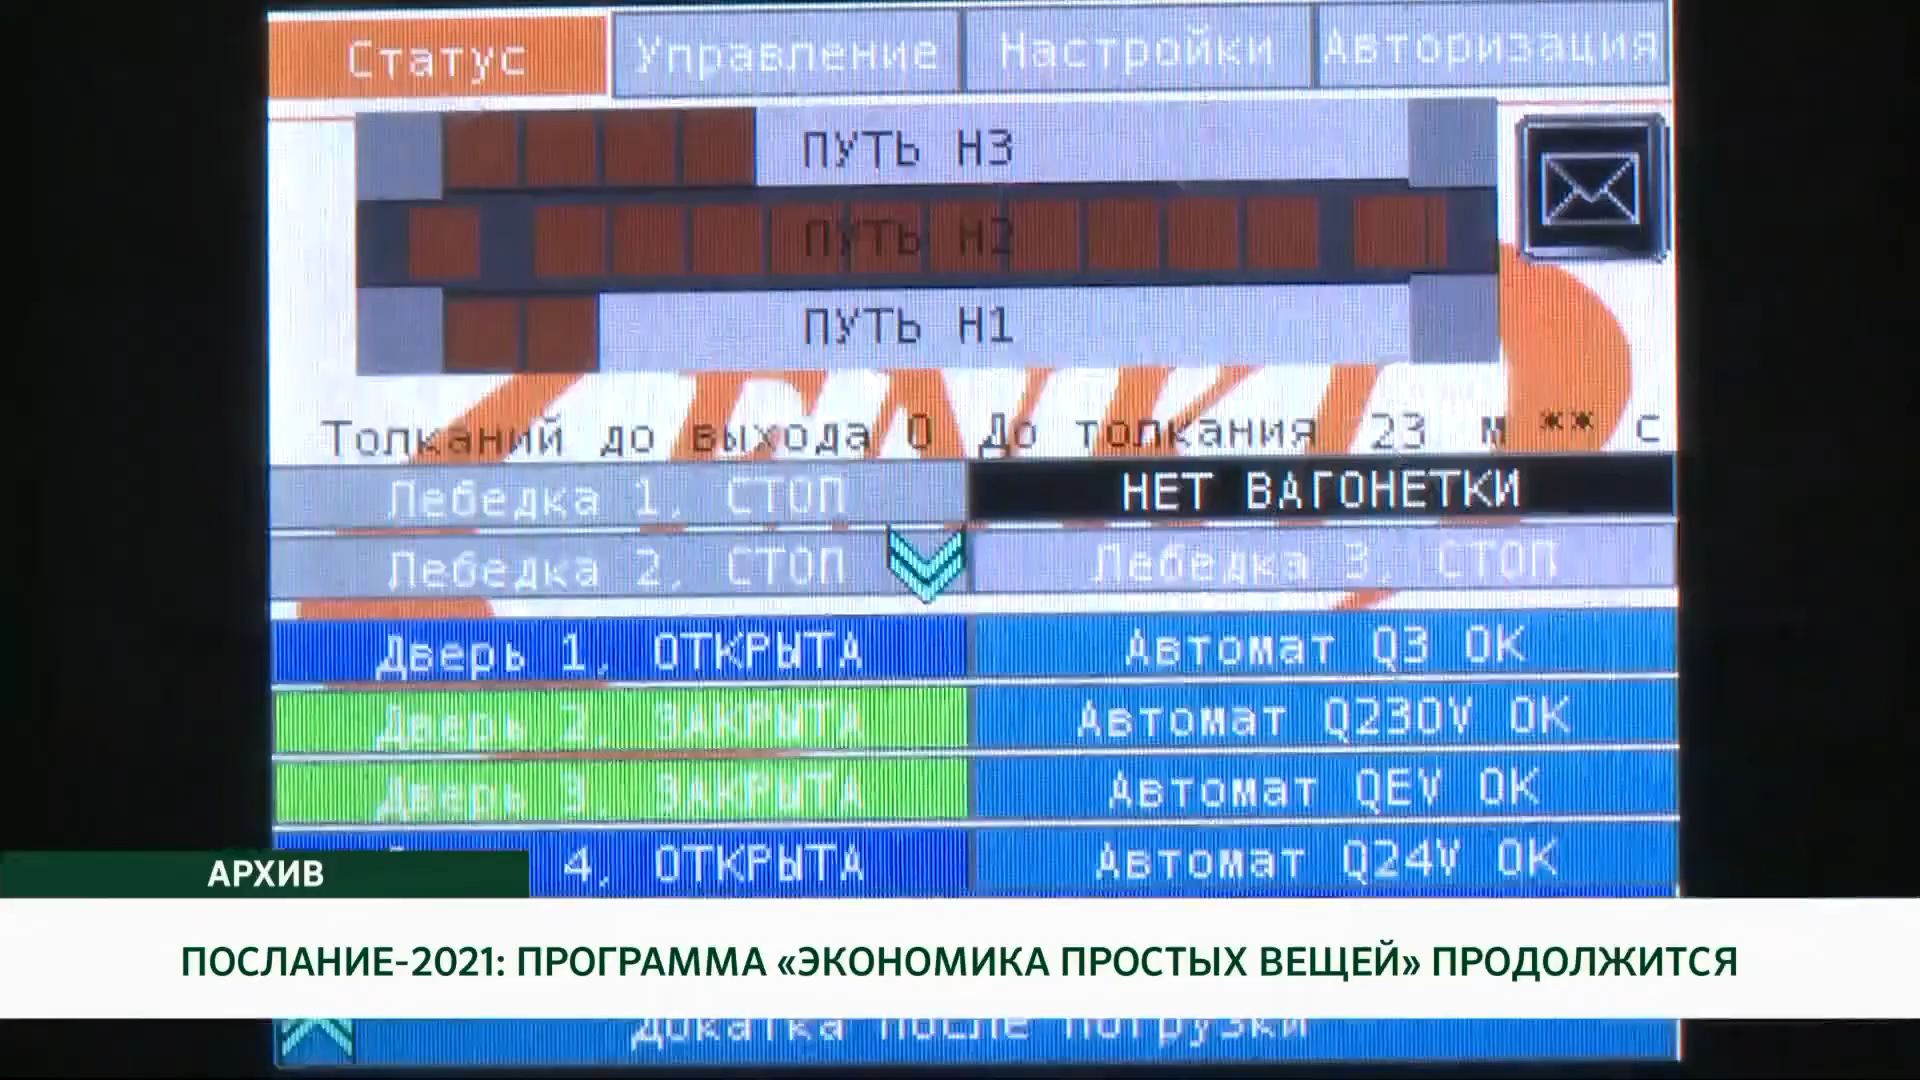 Статус Управление Настройки Авторизация
ПУТЬ Н3
ПУТЬ Н2
ПУТЬ Н1
Толканий до выхода 0 До толкания 23 м ** с
Лебедка 1, СТОП НЕТ ВАГОНЕТКИ
Лебедка 2, СТОП Лебедка 3, СТОП
Дверь 1, ОТКРЫТА Автомат Q3 OK
Дверь 2, ЗАКРЫТА Автомат Q230V OK
Дверь 3, ЗАКРЫТА Автомат QEV OK
4, ОТКРЫТА Автомат Q24V OK
АРХИВ
ПОСЛАНИЕ-2021: ПРОГРАММА «ЭКОНОМИКА ПРОСТЫХ ВЕЩЕЙ» ПРОДОЛЖИТСЯ
Докатка после погрузки